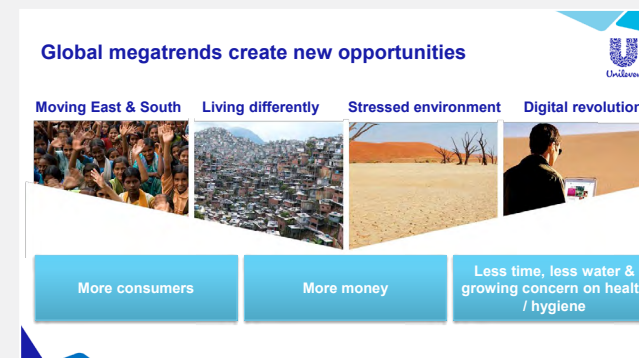 Global megatrends create new opportunities
Unilever
Moving East & South
Living differently
Stressed environment
Digital revolution
More consumers
More money
Less time, less water &
growing concern on healt
/ hygiene